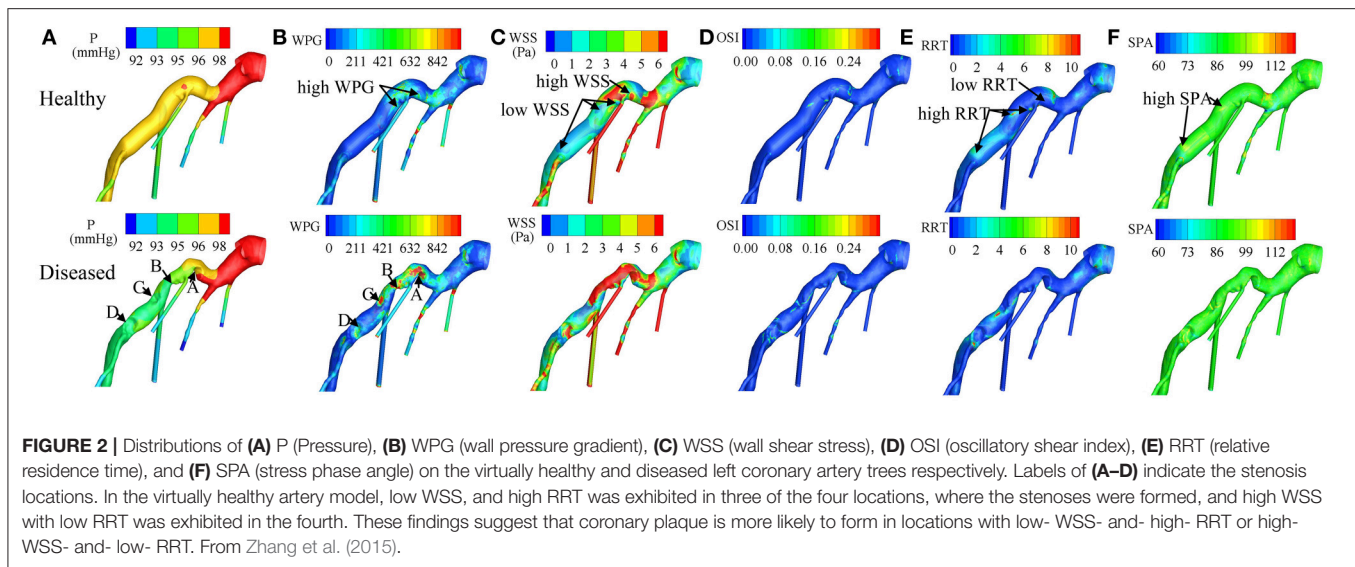 A B C D E F
P
(mmHg)
92 93 95 96 98
WPG
0 211 421 632 842
WSS
(Pa)
0 1 2 3 4 5 6
OSI
0.00 0.08 0.16 0.24
RRT
0 2 4 6 8 10
SPA
60 73 86 99 112
Healthy
high WPG
high WSS
low WSS
low RRT
high RRT
high SPA
P
(mmHg)
92 93 95 96 98
WPG
0 211 421 632 842
WSS
(Pa)
0 1 2 3 4 5 6
OSI
0.00 0.08 0.16 0.24
RRT
0 2 4 6 8 10
SPA
60 73 86 99 112
Diseased
B
A
C
D
B
C
A
D
FIGURE 2 | Distributions of (A) P (Pressure), (B) WPG (wall pressure gradient), (C) WSS (wall shear stress), (D) OSI (oscillatory shear index), (E) RRT (relative
residence time), and (F) SPA (stress phase angle) on the virtually healthy and diseased left coronary artery trees respectively. Labels of (A–D) indicate the stenosis
locations. In the virtually healthy artery model, low WSS, and high RRT was exhibited in three of the four locations, where the stenoses were formed, and high WSS
with low RRT was exhibited in the fourth. These findings suggest that coronary plaque is more likely to form in locations with low- WSS- and- high- RRT or high-
WSS- and- low- RRT. From Zhang et al. (2015).